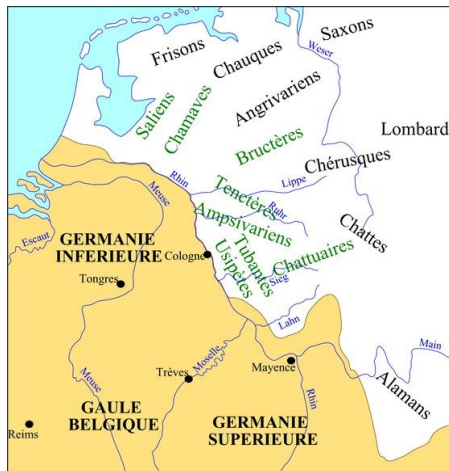 Saxons
Frisons
Chauques
Weser
Angrivariens
Saliens
Chamaves
Lombard
Bructères
Chérusques
Rhin
Lippe
Meuse
Tenctères
Ruhr
Ampsivariens
Chattes
Escaut
GERMANIE
INFERIEURE
Cologne
Tubantes
Usipètes
Chattuaires
Sieg
Tongres
Lahn
Main
Moselle
Trèves
Mayence
Meuse
Alamans
Rhin
GAULE
BELGIQUE
GERMANIE
SUPERIEURE
Reims